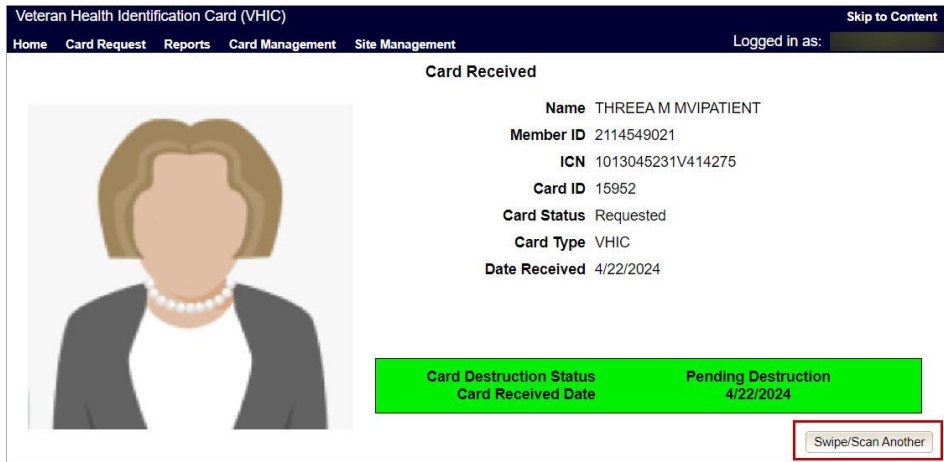 Veteran Health Identification Card (VHIC) Skip to Content
Home Card Request Reports Card Management Site Management Logged in as:
Card Received
Name THREEA M MVIPATIENT
Member ID 2114549021
ICN 1013045231V414275
Card ID 15952
Card Status Requested
Card Type VHIC
Date Received 4/22/2024
Card Destruction Status Pending Destruction
Card Received Date 4/22/2024
Swipe/Scan Another